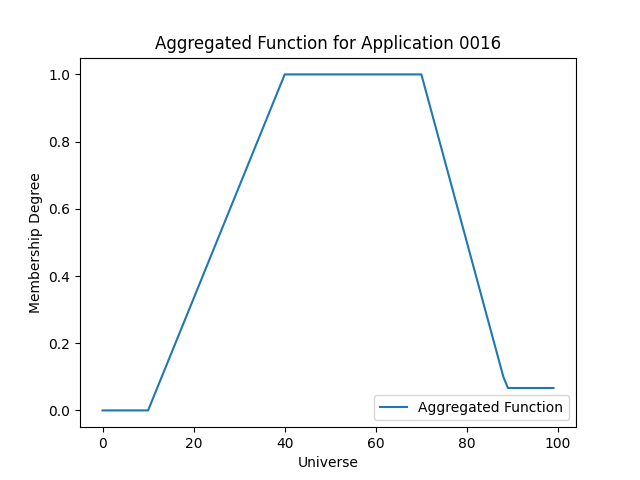 Aggregated Function for Application 0016
Membership Degree
1.0
0.8
0.6
0.4
0.2
0.0
0 20 40 60 80 100
Universe
Aggregated Function